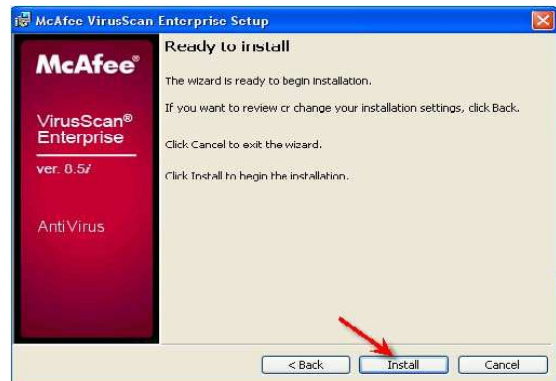 McAfee VirusScan Enterprise Setup
McAfee®
VirusScan®
Enterprise
ver. 8.5i
AntiVirus
Ready to install
The wizard is ready to begin installation.
If you want to review or change your installation settings, click Back.
Click Cancel to exit the wizard.
Click Install to begin the installation.
< Back
Install
Cancel